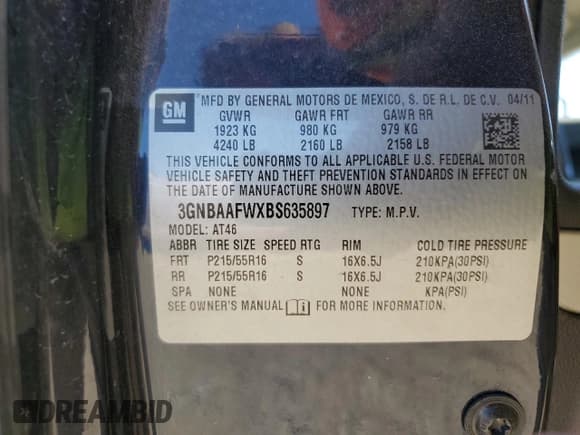 GM MFD BY GENERAL MOTORS DE MEXICO, S. DE R.L. DE C.V. 04/11
GVWR GAWR FRT GAWR RR
1923 KG 980 KG 979 KG
4240 LB 2160 LB 2158 LB
THIS VEHICLE CONFORMS TO ALL APPLICABLE U.S. FEDERAL MOTOR
VEHICLE SAFETY AND THEFT PREVENTION STANDARDS IN EFFECT ON
THE DATE OF MANUFACTURE SHOWN ABOVE.
3GNBAAFWXBS635897 TYPE: M.P.V.
MODEL: AT46
ABBR TIRE SIZE SPEED RTG RIM COLD TIRE PRESSURE
FRT P215/55R16 S 16X6.5J 210KPA(30PSI)
RR P215/55R16 S 16X6.5J 210KPA(30PSI)
SPA NONE NONE KPA(PSI)
SEE OWNER'S MANUAL FOR MORE INFORMATION.
DREAMBID